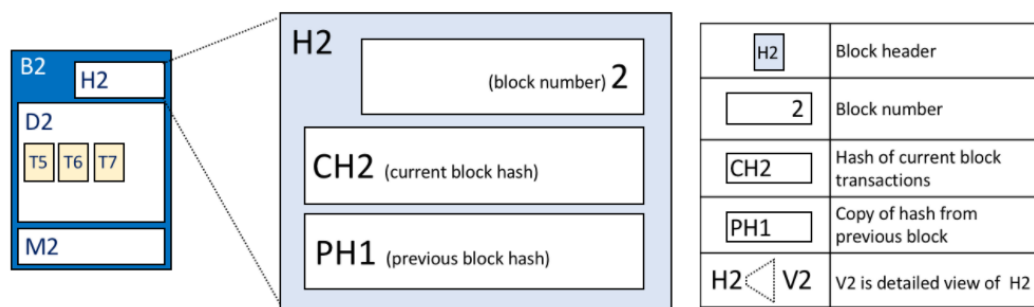 B2
H2
D2
T5 T6 T7
M2
H2
(block number) 2
CH2 (current block hash)
PH1 (previous block hash)
H2 Block header
2 Block number
CH2 Hash of current block
transactions
PH1 Copy of hash from
previous block
H2 V2 V2 is detailed view of H2